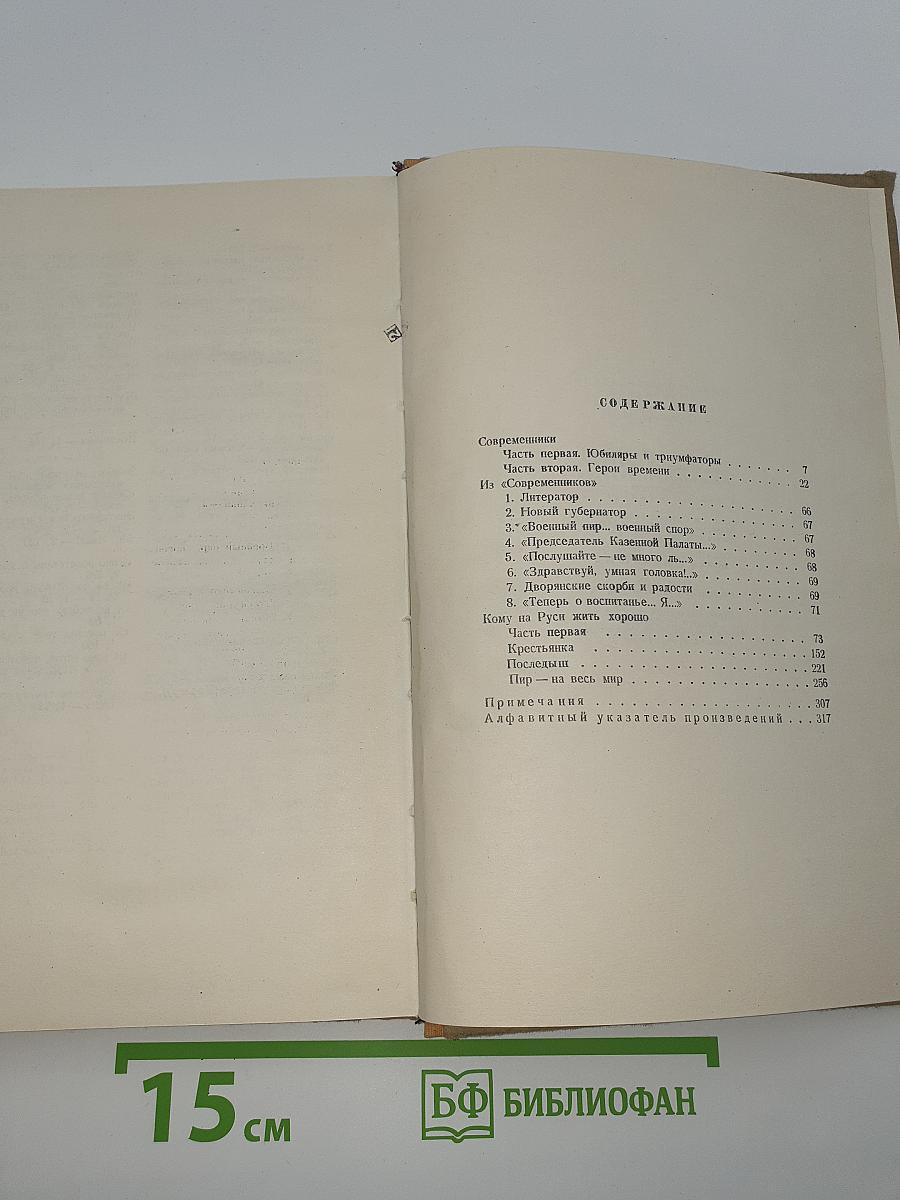 СОДЕРЖАНИЕ
Современники
Часть первая. Юбиляры и триумфаторы . . . . . . . 7
Часть вторая. Герои времени . . . . . . . . . . . . 22
Из «Современников»
1. Литератор . . . . . . . . . . . . . . . . . . . 66
2. Новый губернатор . . . . . . . . . . . . . . . 67
3. «Военный пир... военный спор» . . . . . . . . . . 67
4. «Председатель Казенной Палаты...» . . . . . . . . 68
5. «Послушайте — не много ль...» . . . . . . . . . . 68
6. «Здравствуй, умная головка!..» . . . . . . . . . . 69
7. Дворянские скорби и радости . . . . . . . . . . 69
8. «Теперь о воспитанье... Я...» . . . . . . . . . . . 71
Кому на Руси жить хорошо
Часть первая . . . . . . . . . . . . . . . . . . 73
Крестьянка . . . . . . . . . . . . . . . . . . . 152
Последыш . . . . . . . . . . . . . . . . . . . . 221
Пир — на весь мир . . . . . . . . . . . . . . . . 256
Примечания . . . . . . . . . . . . . . . . . . . 307
Алфавитный указатель произведений . . . 317
15 см
БФ БИБЛИОФАН